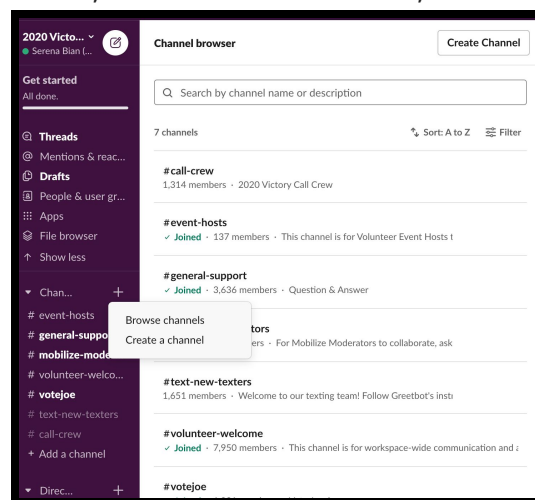 2020 Victo...
Serena Bian (...
Get started
All done.
Threads
Mentions & reac...
Drafts
People & user gr...
Apps
File browser
Show less
Chan... +
# event-hosts
# general-suppo
# mobilize-mode
# volunteer-welco...
# votejoe
# text-new-texters
# call-crew
+ Add a channel
Direc... +
Browse channels
Create a channel
Channel browser
Create Channel
Search by channel name or description
7 channels
Sort: A to Z
Filter
#call-crew
1,314 members · 2020 Victory Call Crew
#event-hosts
✓ Joined · 137 members · This channel is for Volunteer Event Hosts t
#general-support
✓ Joined · 3,636 members · Question & Answer
tors
ers · For Mobilize Moderators to collaborate, ask
#text-new-texters
1,651 members · Welcome to our texting team! Follow Greetbot's instr
#volunteer-welcome
✓ Joined · 7,950 members · This channel is for workspace-wide communication and a
#votejoe